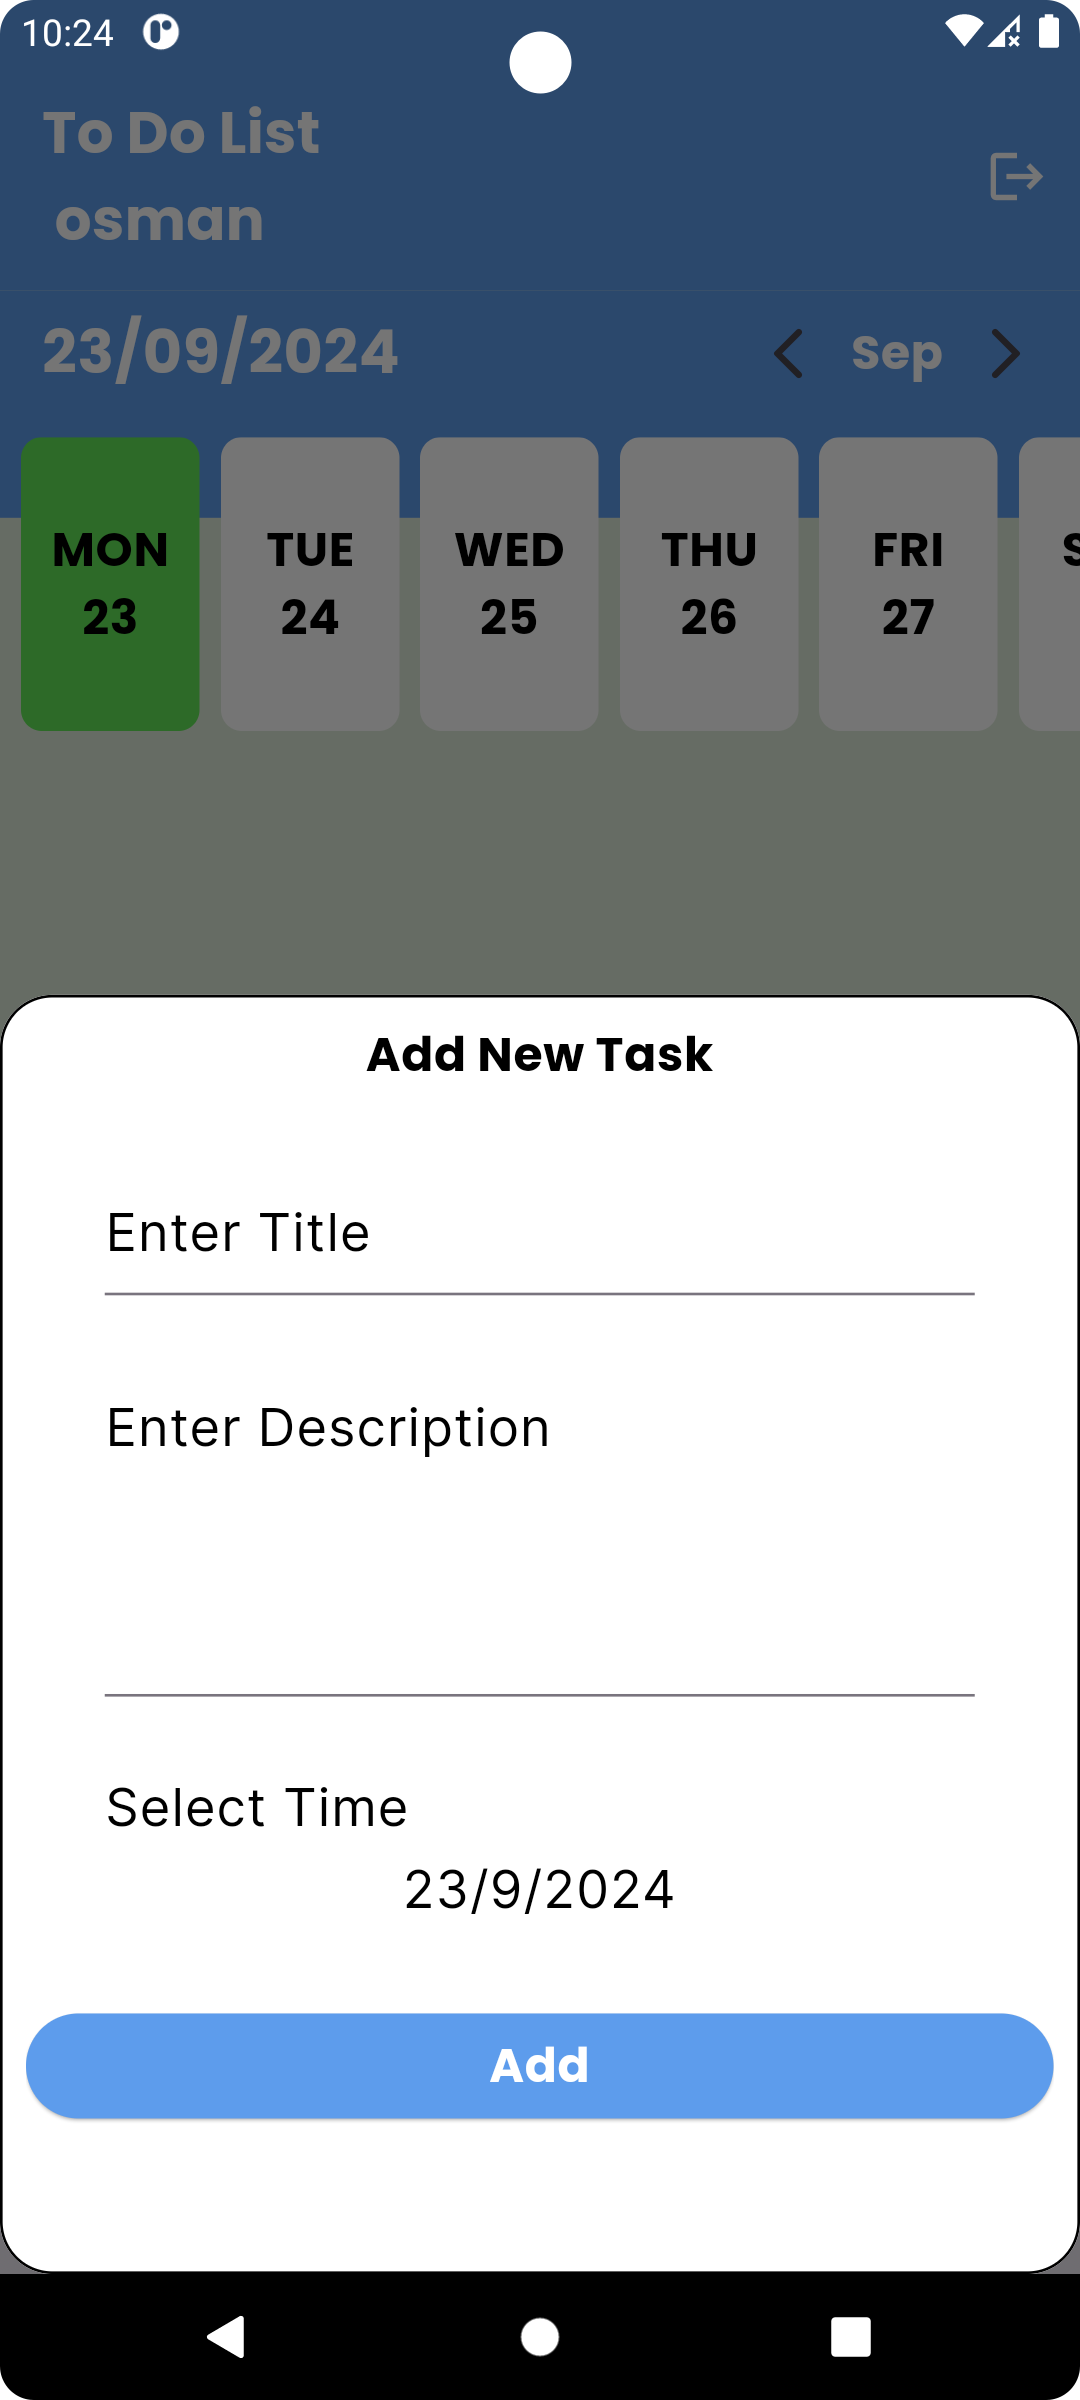 10:24
To Do List
osman
23/09/2024
Sep
MON TUE WED THU FRI S
23 24 25 26 27
Add New Task
Enter Title
Enter Description
Select Time
23/9/2024
Add